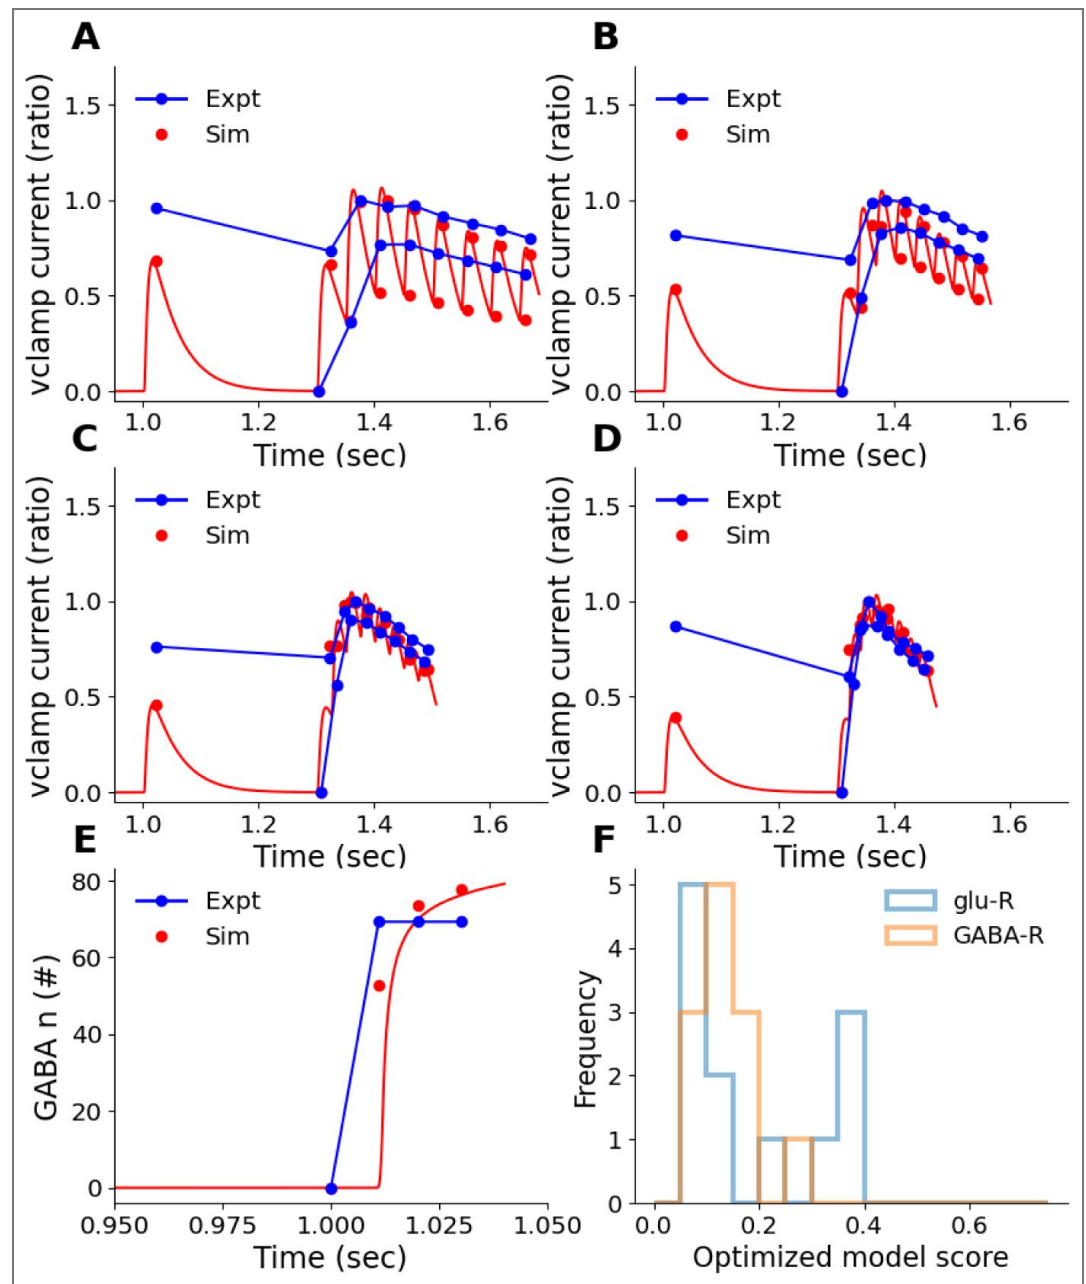 A
vclamp current (ratio)
1.5
1.0
0.5
0.0
Expt
Sim
1.0 1.2 1.4 1.6
Time (sec)
B
vclamp current (ratio)
1.5
1.0
0.5
0.0
Expt
Sim
1.0 1.2 1.4 1.6
Time (sec)
C
vclamp current (ratio)
1.5
1.0
0.5
0.0
Expt
Sim
1.0 1.2 1.4 1.6
Time (sec)
D
vclamp current (ratio)
1.5
1.0
0.5
0.0
Expt
Sim
1.0 1.2 1.4 1.6
Time (sec)
E
GABA n (#)
80
60
40
20
0
Expt
Sim
0.950 0.975 1.000 1.025 1.050
Time (sec)
F
Frequency
5
4
3
2
1
0
glu-R
GABA-R
0.0 0.2 0.4 0.6
Optimized model score